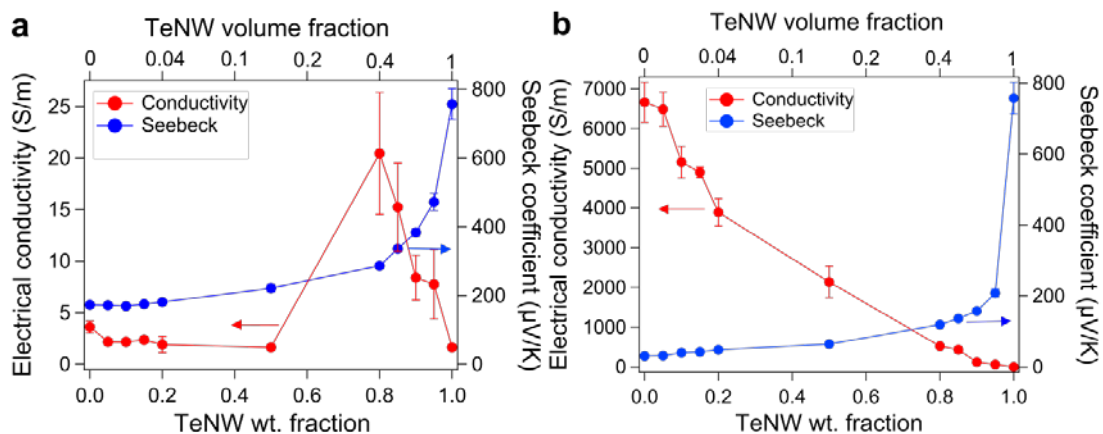 a
TeNW volume fraction
0 0.04 0.1 0.2 0.4 1
Electrical conductivity (S/m)
25
20
15
10
5
0
Conductivity
Seebeck
800
600
400
200
0
Seebeck coefficient (µV/K)
0.0 0.2 0.4 0.6 0.8 1.0
TeNW wt. fraction
b
TeNW volume fraction
0 0.04 0.1 0.2 0.4 1
Electrical conductivity (S/m)
7000
6000
5000
4000
3000
2000
1000
0
Conductivity
Seebeck
800
600
400
200
0
Seebeck coefficient (µV/K)
0.0 0.2 0.4 0.6 0.8 1.0
TeNW wt. fraction